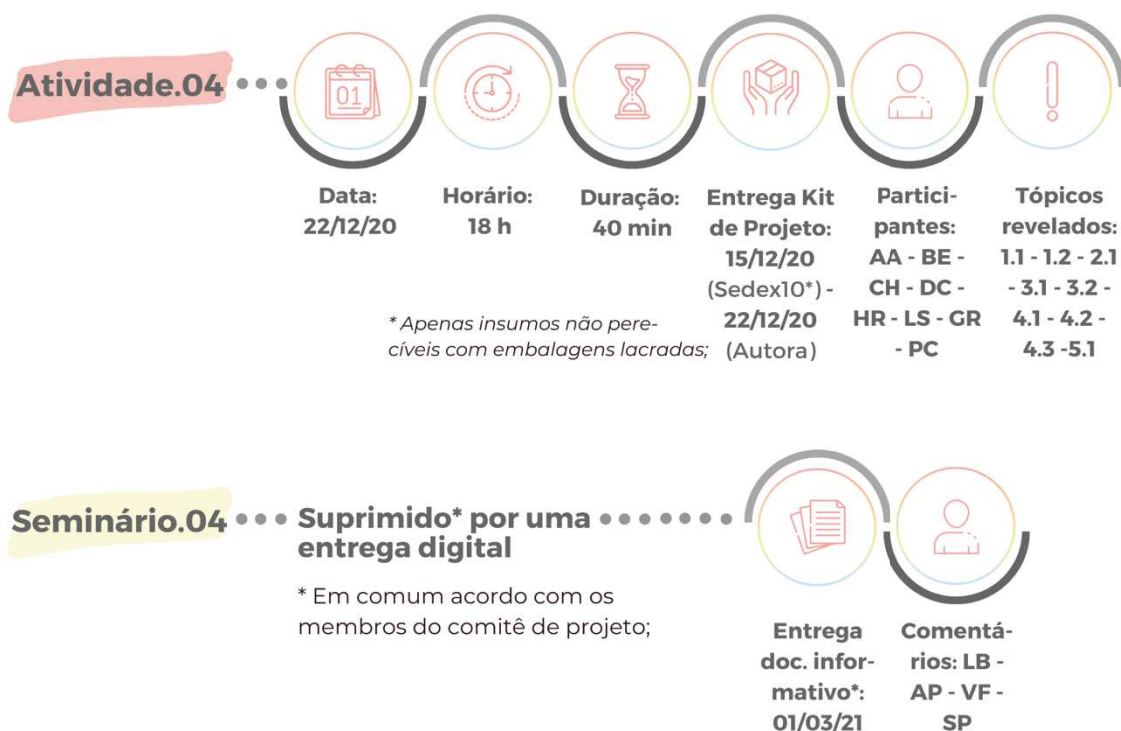 Atividade.04
01
Data:
22/12/20
Horário:
18 h
Duração:
40 min
Entrega Kit
de Projeto:
15/12/20
(Sedex10*) -
22/12/20
(Autora)
Partici-
pantes:
AA - BE -
CH - DC -
HR - LS - GR
- PC
Tópicos
revelados:
1.1 - 1.2 - 2.1
- 3.1 - 3.2 -
4.1 - 4.2 -
4.3 -5.1
* Apenas insumos não pere-
cíveis com embalagens lacradas;
Seminário.04
Suprimido* por uma
entrega digital
* Em comum acordo com os
membros do comitê de projeto;
Entrega
doc. infor-
mativo*:
01/03/21
Comentá-
rios: LB -
AP - VF -
SP